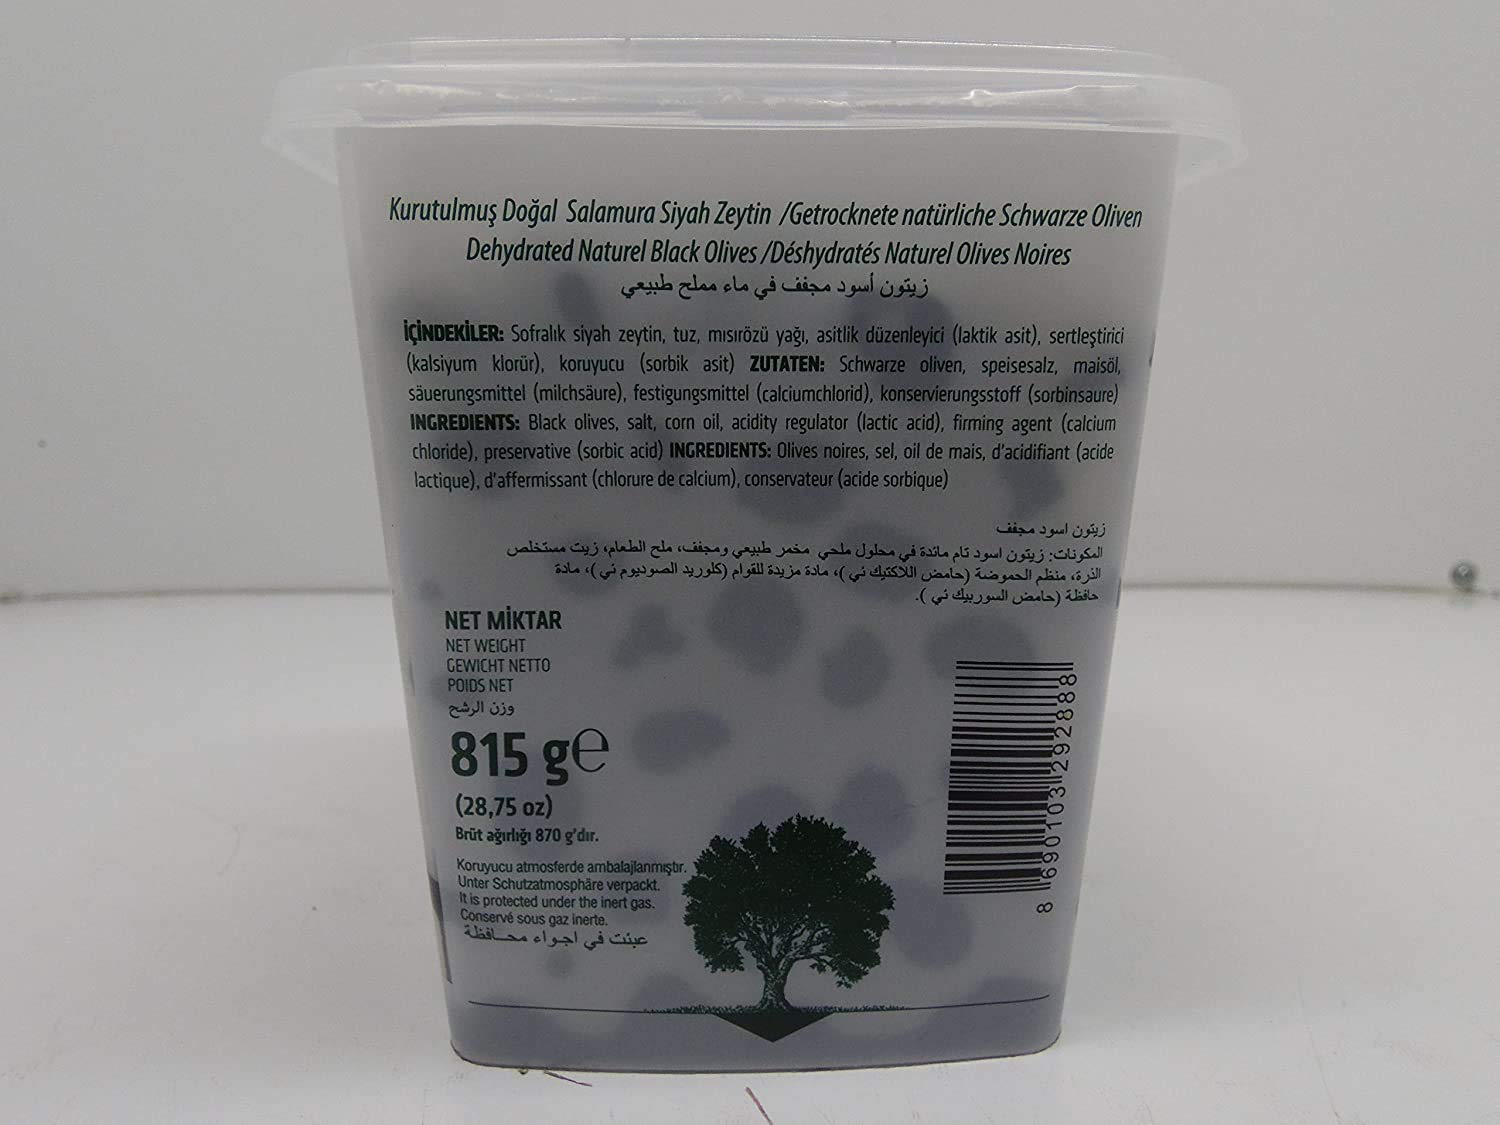 Kurutulmuş Doğal Salamura Siyah Zeytin /Getrocknete natürliche Schwarze Oliven
Dehydrated Naturel Black Olives /Déshydratés Naturel Olives Noires
زيتون أسود مجفف في ماء مملح طبيعي
İÇİNDEKİLER: Sofralık siyah zeytin, tuz, mısırözü yağı, asitlik düzenleyici (laktik asit), sertleştirici
(kalsiyum klorür), koruyucu (sorbik asit) ZUTATEN: Schwarze oliven, speisesalz, maisöl,
säuerungsmittel (milchsäure), festigungsmittel (calciumchlorid), konservierungsstoff (sorbinsaure)
INGREDIENTS: Black olives, salt, corn oil, acidity regulator (lactic acid), firming agent (calcium
chloride), preservative (sorbic acid) INGREDIENTS: Olives noires, sel, oil de mais, d'acidifiant (acide
lactique), d'affermissant (chlorure de calcium), conservateur (acide sorbique)
زيتون اسود مجفف
المكونات: زيتون اسود تام مائدة في محلول ملحي مخمر طبيعي ومجفف، ملح الطعام، زيت مستخلص
الذرة، منظم الحموضة (حامض اللاكتيك ئي)، مادة مزيدة للقوام (كلوريد الصوديوم ئي)، مادة
حافظة (حامض السوربيك ئي ).
NET MİKTAR
NET WEIGHT
GEWICHT NETTO
POIDS NET
وزن الرشح
815 g℮
(28,75 oz)
Brüt ağırlığı 870 g'dır.
Koruyucu atmosferde ambalajlanmıştır.
Unter Schutzatmosphäre verpackt.
It is protected under the inert gas.
Conservé sous gaz inerte.
عبئت في اجواء محافظة
8 690103 292888